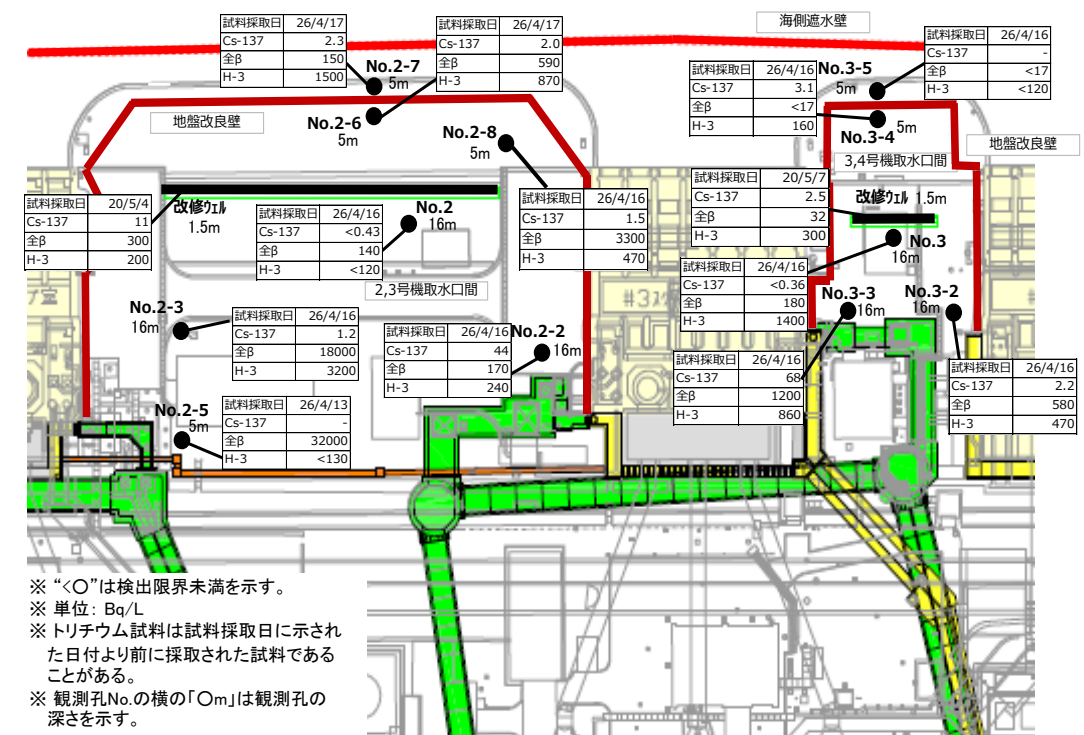 海側遮水壁
試料採取日 26/4/17
Cs-137 2.3
全β 150
H-3 1500
No.2-7
5m
試料採取日 26/4/17
Cs-137 2.0
全β 590
H-3 870
No.2-6
5m
地盤改良壁
No.2-8
5m
試料採取日 26/4/16
Cs-137 3.1
全β <17
H-3 160
No.3-5
5m
試料採取日 26/4/16
Cs-137 -
全β <17
H-3 <120
No.3-4
5m
地盤改良壁
3,4号機取水口間
試料採取日 20/5/4
Cs-137 11
全β 300
H-3 200
改修ウェル
1.5m
試料採取日 26/4/16
Cs-137 <0.43
全β 140
H-3 <120
No.2
16m
2,3号機取水口間
試料採取日 26/4/16
Cs-137 1.5
全β 3300
H-3 470
試料採取日 20/5/7
Cs-137 2.5
全β 32
H-3 300
改修ウェル 1.5m
No.3
16m
試料採取日 26/4/16
Cs-137 <0.36
全β 180
H-3 1400
No.2-3
16m
試料採取日 26/4/16
Cs-137 1.2
全β 18000
H-3 3200
試料採取日 26/4/16
Cs-137 44
全β 170
H-3 240
No.2-2
16m
No.3-3
16m
No.3-2
16m
試料採取日 26/4/16
Cs-137 68
全β 1200
H-3 860
試料採取日 26/4/16
Cs-137 2.2
全β 580
H-3 470
No.2-5
5m
試料採取日 26/4/13
Cs-137 -
全β 32000
H-3 <130
※ “<〇”は検出限界未満を示す。
※ 単位: Bq/L
※ トリチウム試料は試料採取日に示され
た日付より前に採取された試料である
ことがある。
※ 観測孔No.の横の「〇m」は観測孔の
深さを示す。